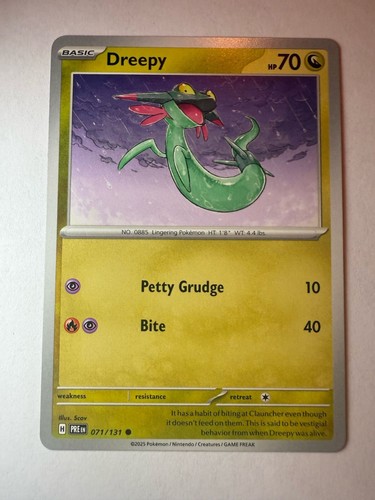 BASIC
Dreepy
HP 70
NO. 0885 Lingering Pokémon HT: 1'8" WT: 4.4 lbs
Petty Grudge 10
Bite 40
weakness resistance retreat
Illus. Scav
H PRE EN 071/131
It has a habit of biting at Clauncher even though
it doesn't feed on them. This is said to be vestigial
behavior from when Dreepy was alive.
©2025 Pokémon / Nintendo / Creatures / GAME FREAK